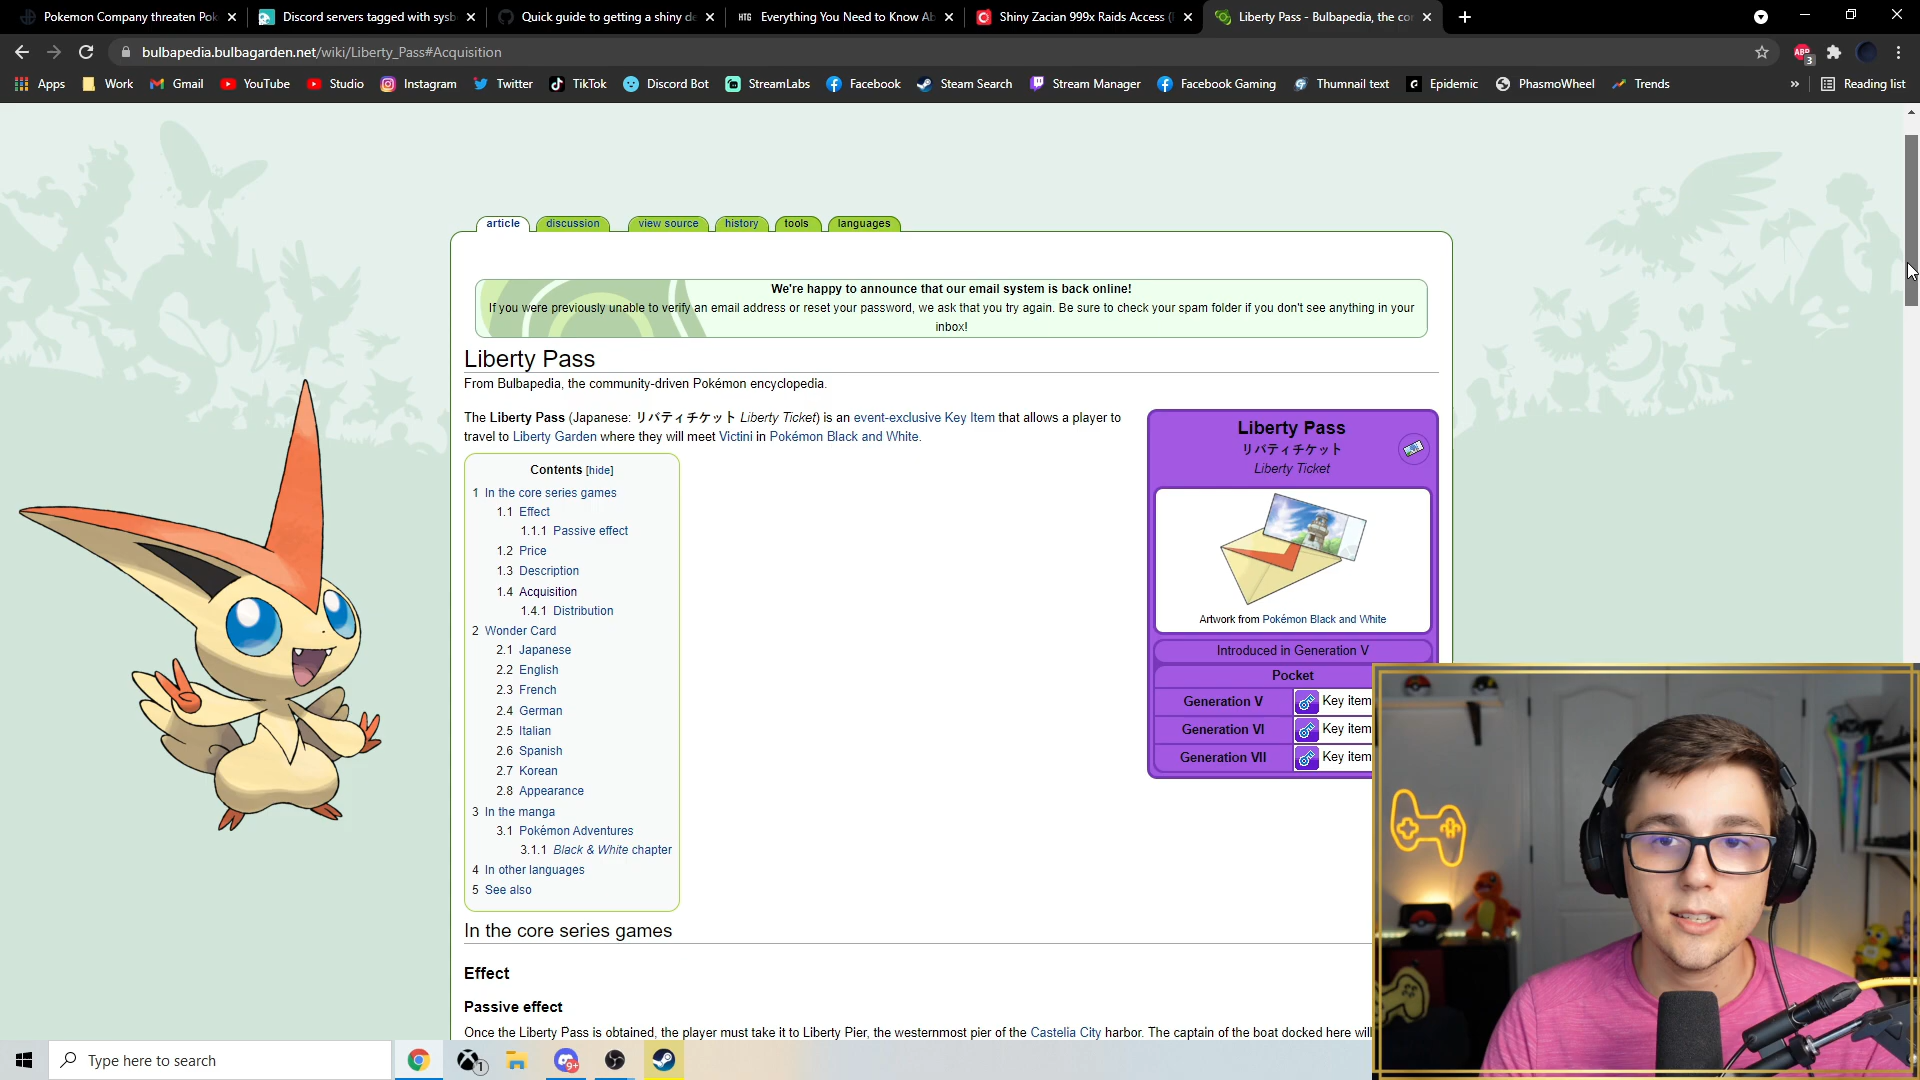 Pokemon Company threaten Pok
Discord servers tagged with sysb
Quick guide to getting a shiny de
HTG Everything You Need to Know Ab
Shiny Zacian 999x Raids Access (
Liberty Pass - Bulbapedia, the co
bulbapedia.bulbagarden.net/wiki/Liberty_Pass#Acquisition
ABP 3
Apps Work Gmail YouTube Studio Instagram Twitter TikTok Discord Bot StreamLabs Facebook Steam Search Stream Manager Facebook Gaming Thumnail text Epidemic PhasmoWheel Trends » Reading list
article discussion view source history tools languages
We're happy to announce that our email system is back online!
If you were previously unable to verify an email address or reset your password, we ask that you try again. Be sure to check your spam folder if you don't see anything in your
inbox!
Liberty Pass
From Bulbapedia, the community-driven Pokémon encyclopedia.
The Liberty Pass (Japanese: リバティチケット Liberty Ticket) is an event-exclusive Key Item that allows a player to
travel to Liberty Garden where they will meet Victini in Pokémon Black and White.
Contents [hide]
1 In the core series games
1.1 Effect
1.1.1 Passive effect
1.2 Price
1.3 Description
1.4 Acquisition
1.4.1 Distribution
2 Wonder Card
2.1 Japanese
2.2 English
2.3 French
2.4 German
2.5 Italian
2.6 Spanish
2.7 Korean
2.8 Appearance
3 In the manga
3.1 Pokémon Adventures
3.1.1 Black & White chapter
4 In other languages
5 See also
Liberty Pass
リバティチケット
Liberty Ticket
Artwork from Pokémon Black and White
Introduced in Generation V
Pocket
Generation V Key item
Generation VI Key item
Generation VII Key item
In the core series games
Effect
Passive effect
Once the Liberty Pass is obtained, the player must take it to Liberty Pier, the westernmost pier of the Castelia City harbor. The captain of the boat docked here will
Type here to search
1
9+